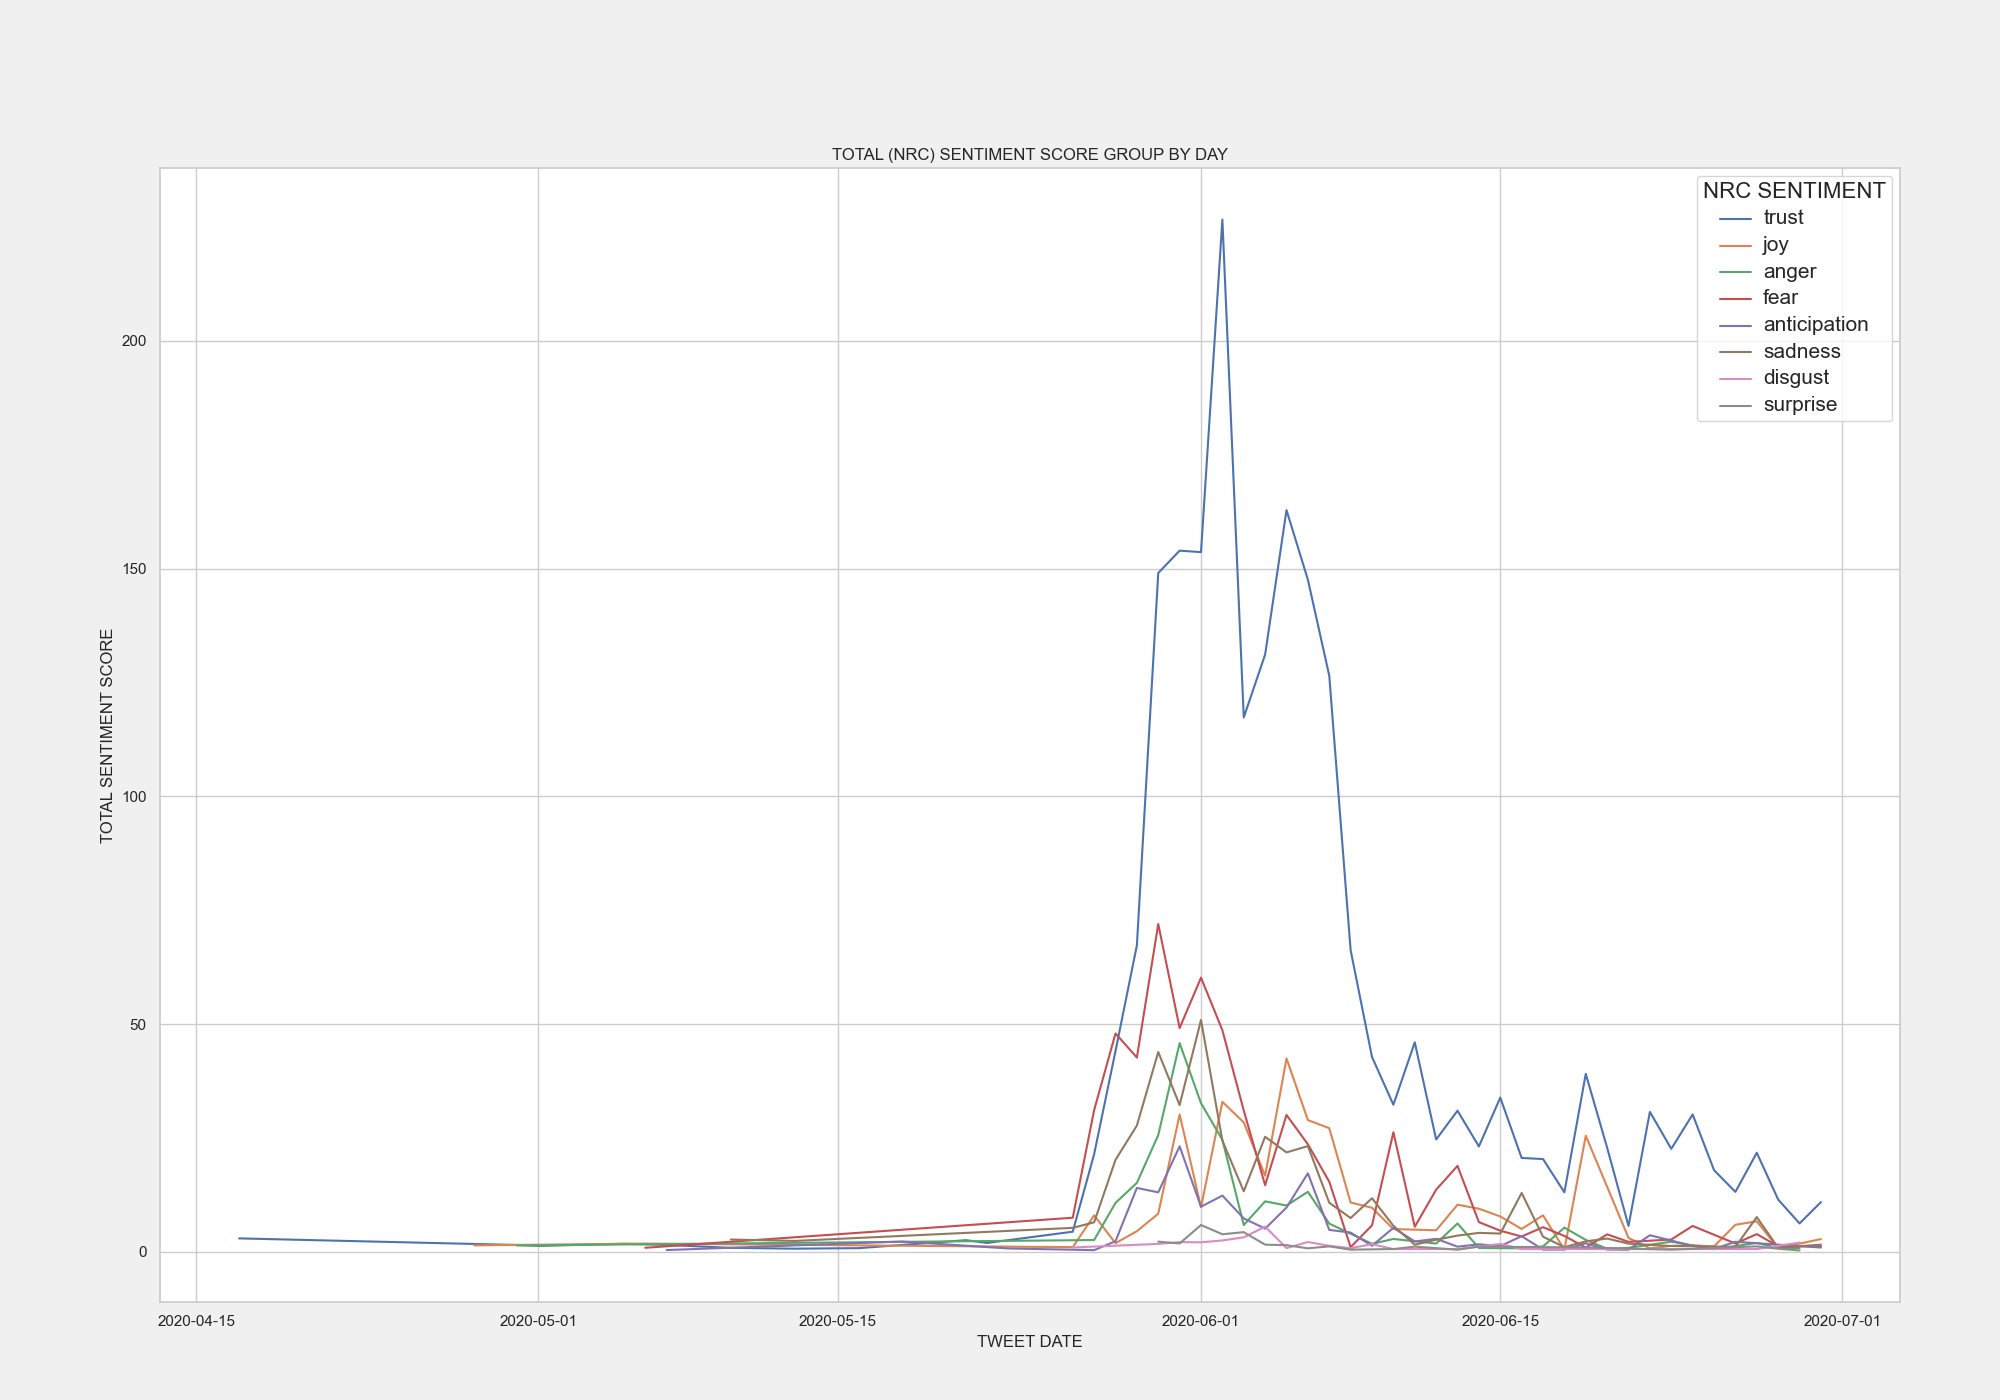 TOTAL (NRC) SENTIMENT SCORE GROUP BY DAY
NRC SENTIMENT
trust
joy
anger
fear
anticipation
sadness
disgust
surprise
TOTAL SENTIMENT SCORE
200
150
100
50
0
2020-04-15
2020-05-01
2020-05-15
2020-06-01
2020-06-15
2020-07-01
TWEET DATE